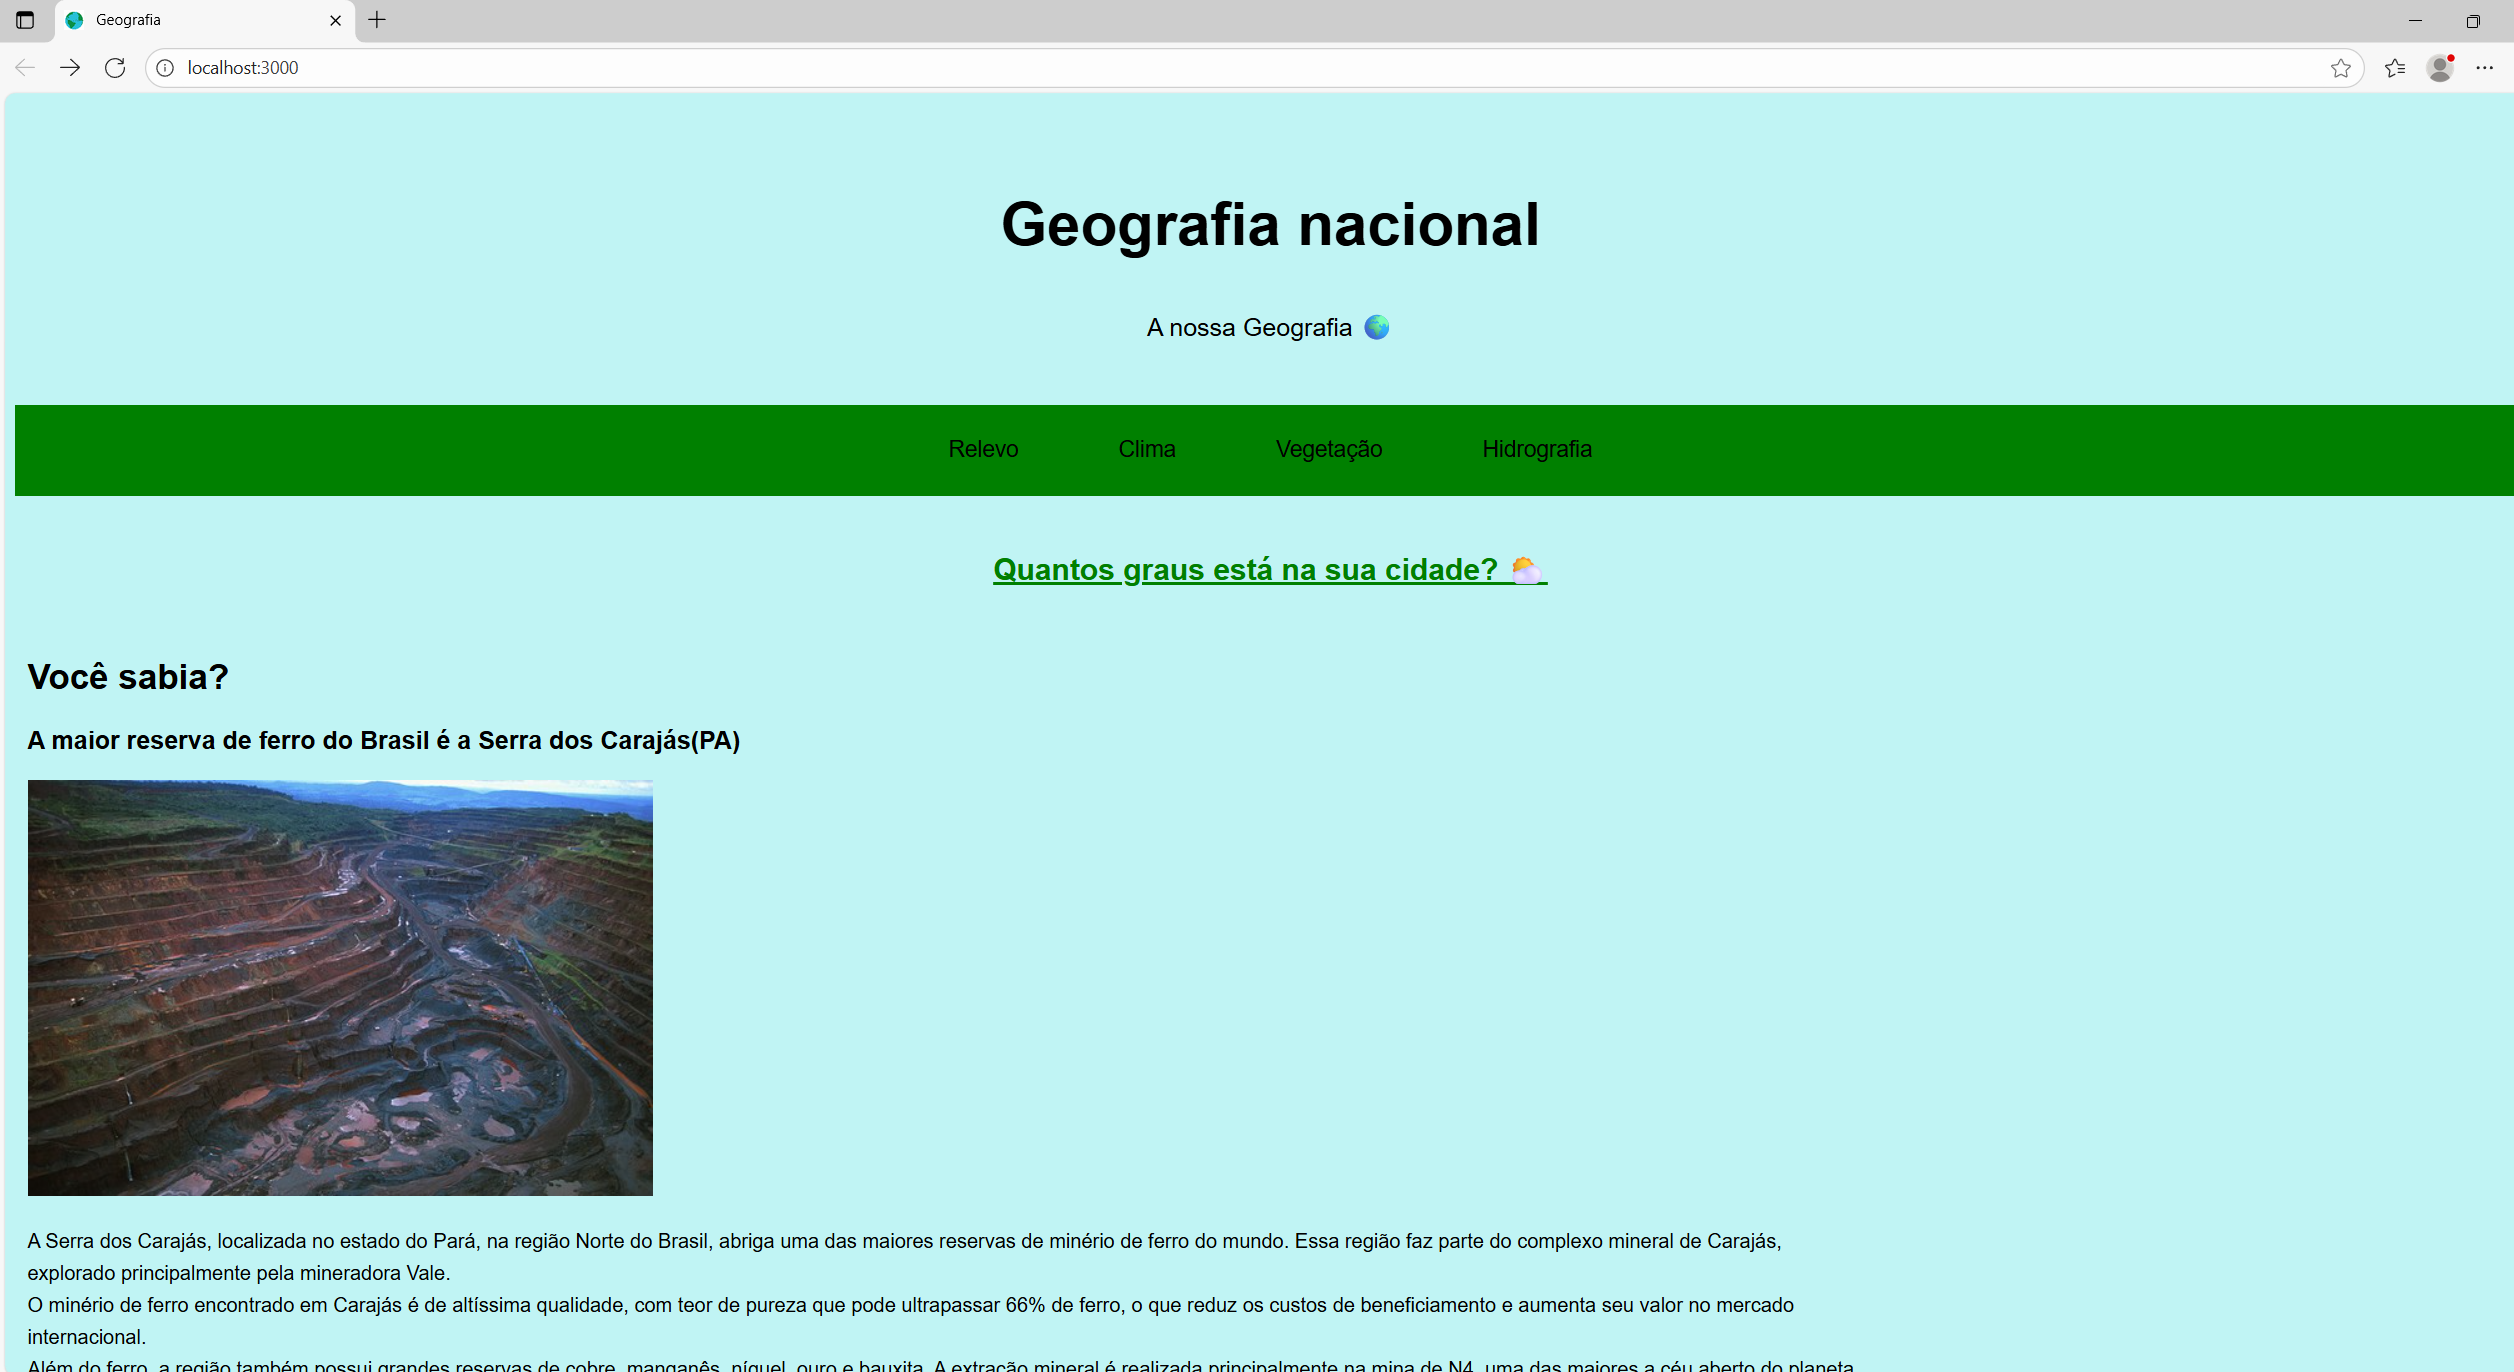 Geografia
localhost:3000
Geografia nacional
A nossa Geografia 🌍
Relevo Clima Vegetação Hidrografia
Quantos graus está na sua cidade? 🌥️
Você sabia?
A maior reserva de ferro do Brasil é a Serra dos Carajás(PA)
A Serra dos Carajás, localizada no estado do Pará, na região Norte do Brasil, abriga uma das maiores reservas de minério de ferro do mundo. Essa região faz parte do complexo mineral de Carajás,
explorado principalmente pela mineradora Vale.
O minério de ferro encontrado em Carajás é de altíssima qualidade, com teor de pureza que pode ultrapassar 66% de ferro, o que reduz os custos de beneficiamento e aumenta seu valor no mercado
internacional.
Além do ferro, a região também possui grandes reservas de cobre, manganês, níquel, ouro e bauxita. A extração mineral é realizada principalmente na mina de N4, uma das maiores a céu aberto do planeta